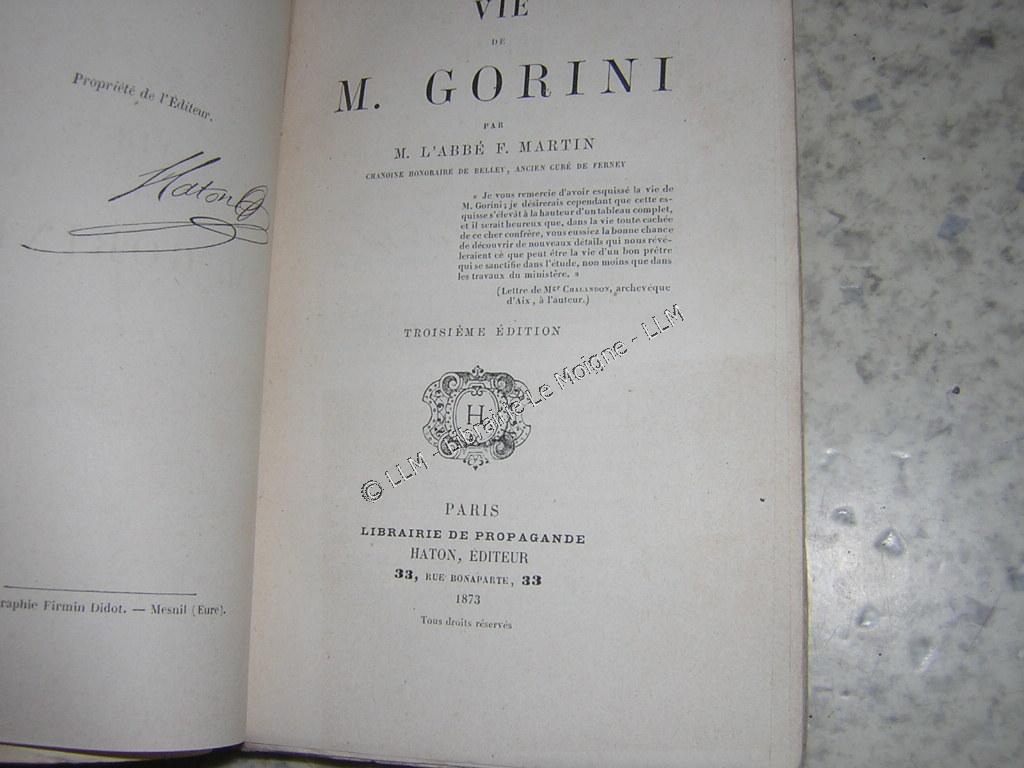 Propriété de l'Éditeur.
Haton
raphie Firmin Didot. — Mesnil (Eure).
VIE
DE
M. GORINI
PAR
M. L'ABBÉ F. MARTIN
CHANOINE HONORAIRE DE BELLEY, ANCIEN CURÉ DE FERNEY
« Je vous remercie d'avoir esquissé la vie de
M. Gorini; je désirerais cependant que cette es-
quisse s'élevât à la hauteur d'un tableau complet,
et il serait heureux que, dans la vie toute cachée
de ce cher confrère, vous eussiez la bonne chance
de découvrir de nouveaux détails qui nous révé-
leraient ce que peut être la vie d'un bon prêtre
qui se sanctifie dans l'étude, non moins que dans
les travaux du ministère. »
(Lettre de Mgr CHALANDON, archevêque
d'Aix, à l'auteur.)
TROISIÈME ÉDITION
H
© LLM - Librairie Le Moigne - LLM
PARIS
LIBRAIRIE DE PROPAGANDE
HATON, ÉDITEUR
33, RUE BONAPARTE, 33
1873
Tous droits réservés